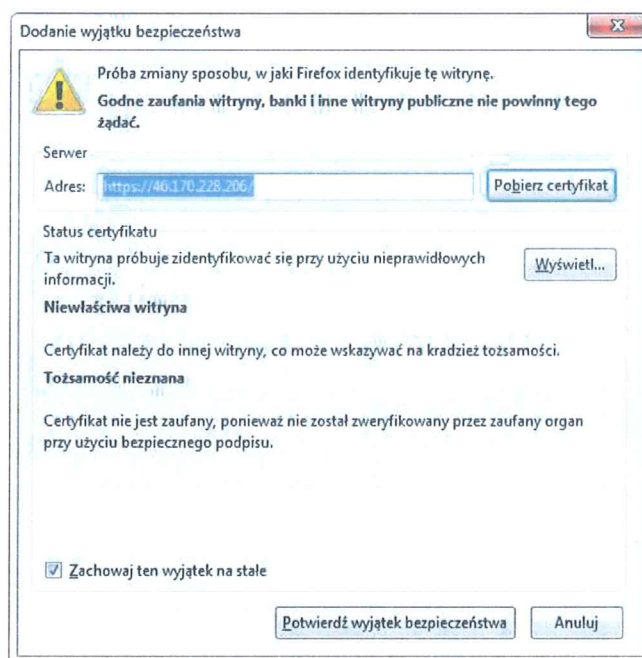 Dodanie wyjątku bezpieczeństwa
Próba zmiany sposobu, w jaki Firefox identyfikuje tę witrynę.
Godne zaufania witryny, banki i inne witryny publiczne nie powinny tego
żądać.
Serwer
Adres: https://46.170.228.206/ Pobierz certyfikat
Status certyfikatu
Ta witryna próbuje zidentyfikować się przy użyciu nieprawidłowych
informacji.
Wyświetl...
Niewłaściwa witryna
Certyfikat należy do innej witryny, co może wskazywać na kradzież tożsamości.
Tożsamość nieznana
Certyfikat nie jest zaufany, ponieważ nie został zweryfikowany przez zaufany organ
przy użyciu bezpiecznego podpisu.
Zachowaj ten wyjątek na stałe
Potwierdź wyjątek bezpieczeństwa Anuluj